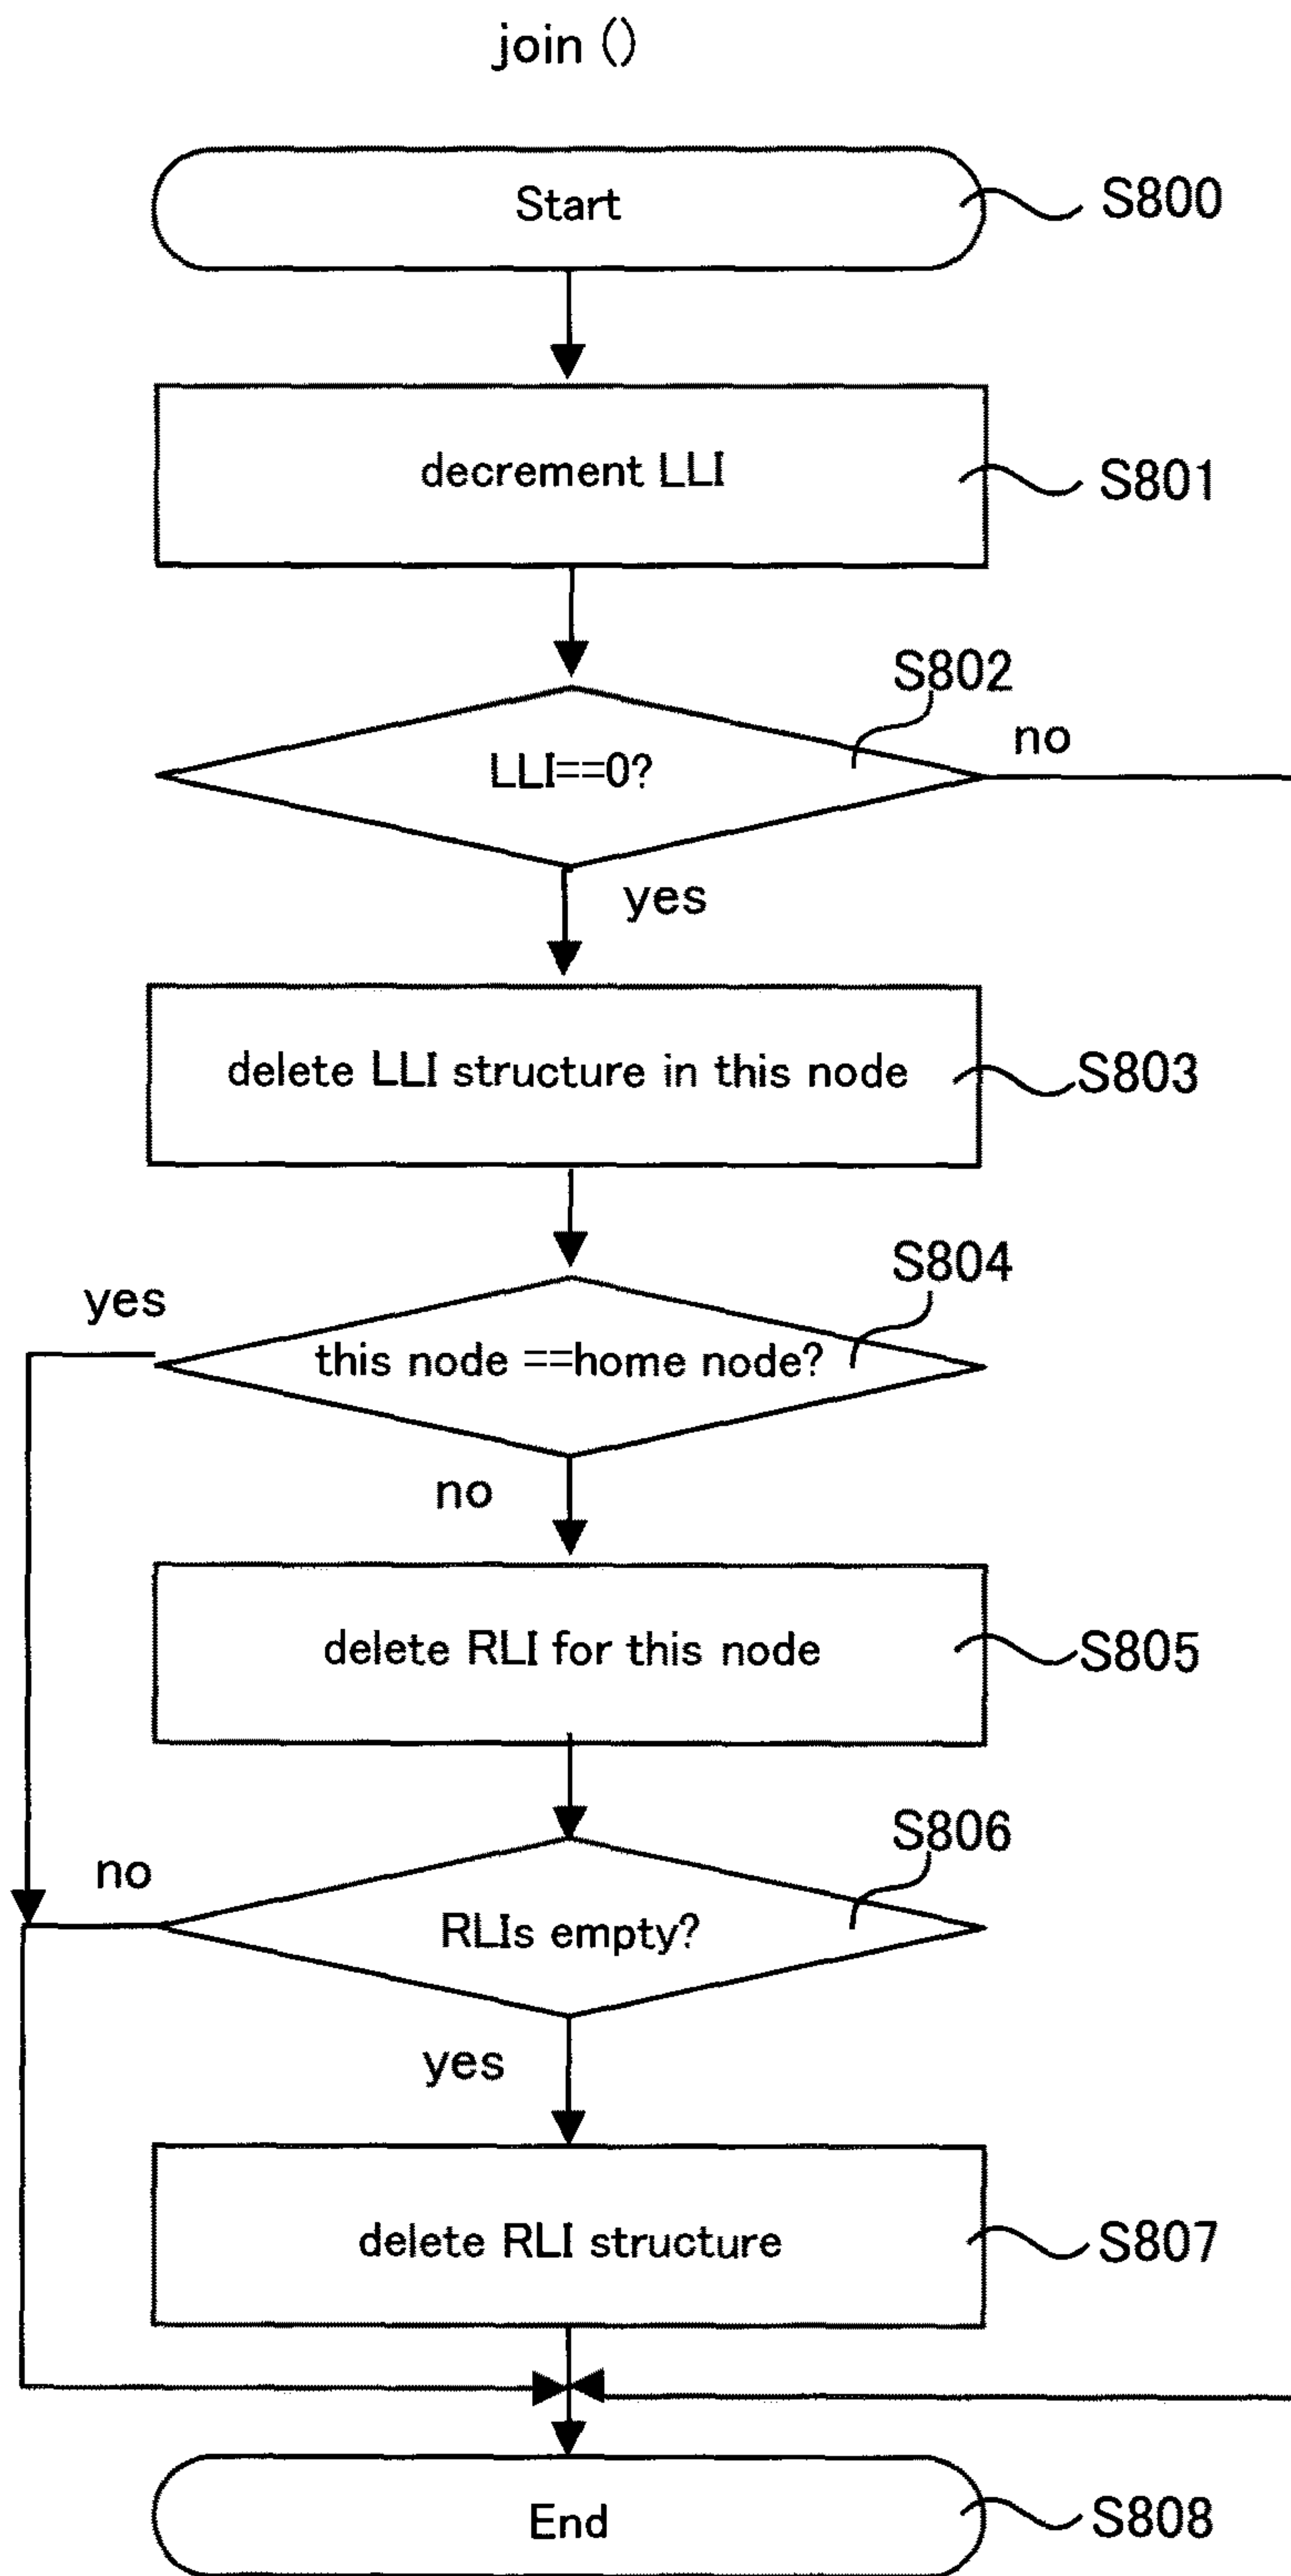 join ()
Start
S800
decrement LLI
S801
S802
LLI==0?
no
yes
delete LLI structure in this node
S803
S804
yes
this node ==home node?
no
delete RLI for this node
S805
S806
no
RLIs empty?
yes
delete RLI structure
S807
End
S808